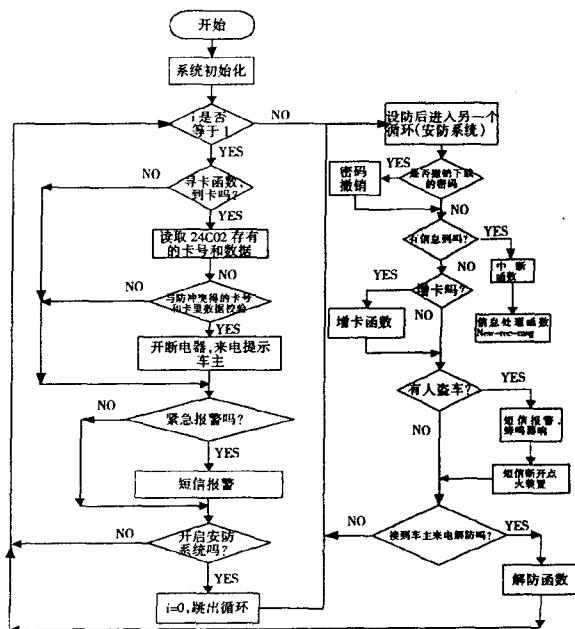 开始
系统初始化
i是否
等于1
NO
YES
寻卡函数,
到卡吗?
NO
YES
读取24C02存有
的卡号和数据
NO
与防冲突得的卡号
和卡里数据校验
YES
开断电器,来电提示
车主
NO
紧急报警吗?
YES
短信报警
NO
开启安防
系统吗?
YES
i=0,跳出循环
设防后进入另一个
循环(安防系统)
密码
撤销
YES
是否撤销下载
的密码
NO
有信息到吗?
YES
NO
中断
函数
YES
增卡吗?
信息处理函数
New-rec-msg
增卡函数
NO
有人盗车?
YES
短信报警,
蜂鸣器响
NO
短信断开点
火装置
NO
接到车主来电解防吗?
YES
解防函数